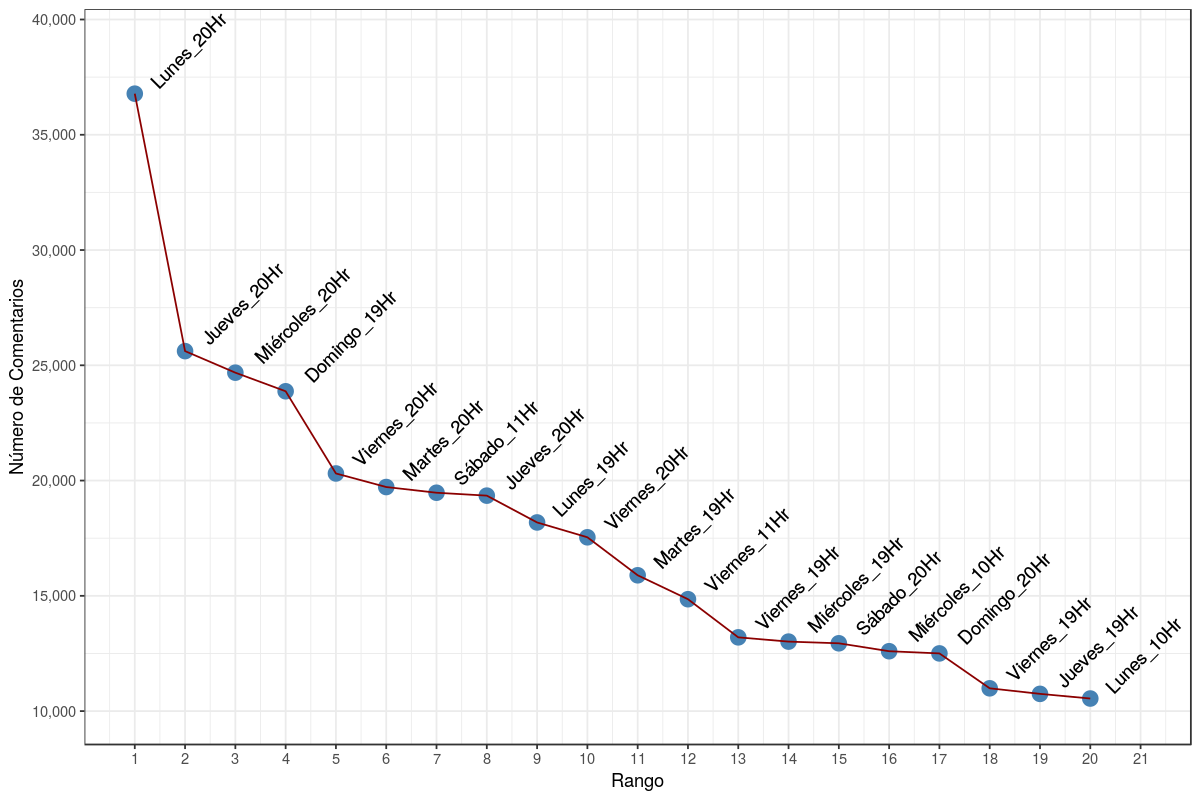 40,000
35,000
30,000
25,000
20,000
15,000
10,000
Número de Comentarios
Lunes_20Hr
Jueves_20Hr
Miércoles_20Hr
Domingo_19Hr
Viernes_20Hr
Martes_20Hr
Sábado_11Hr
Jueves_20Hr
Lunes_19Hr
Viernes_20Hr
Martes_19Hr
Viernes_11Hr
Viernes_19Hr
Miércoles_19Hr
Sábado_20Hr
Miércoles_10Hr
Domingo_20Hr
Viernes_19Hr
Jueves_19Hr
Lunes_10Hr
1 2 3 4 5 6 7 8 9 10 11 12 13 14 15 16 17 18 19 20 21
Rango